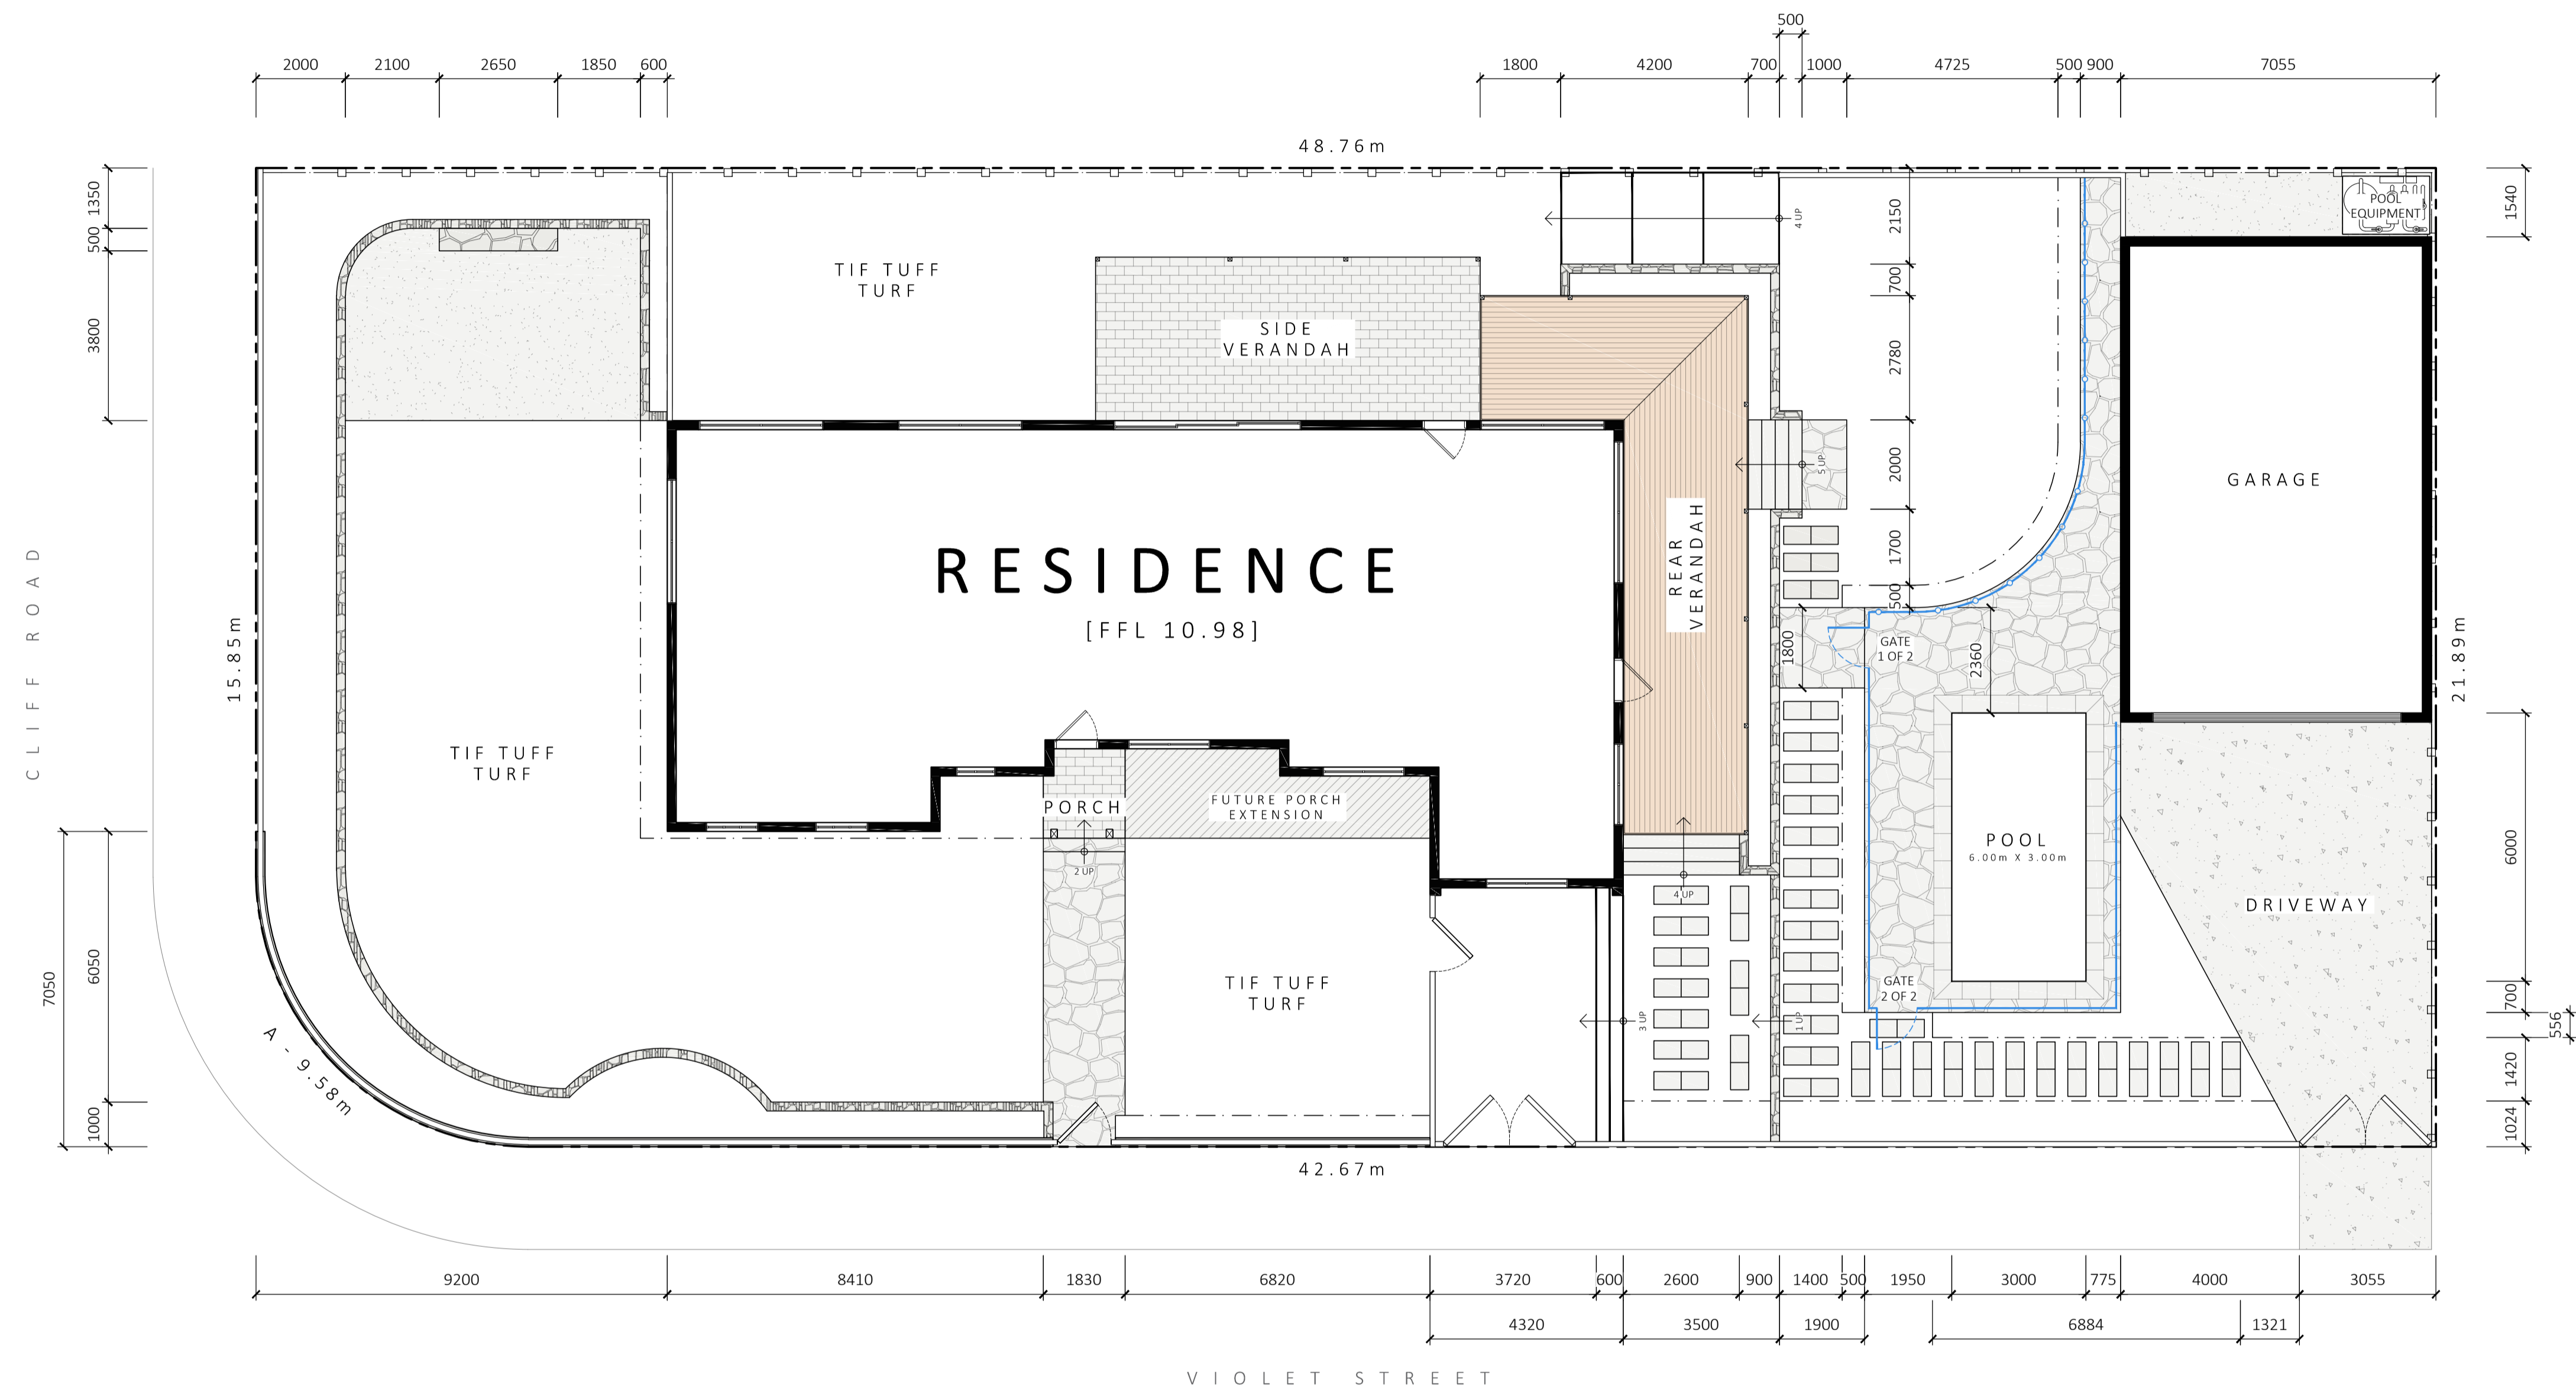 500
2000 2100 2650 1850 600 1800 4200 700 1000 4725 500 900 7055
48.76m
1350
500
3800
2150
700
2780
2000
1700
500
1540
POOL
EQUIPMENT
4 UP
TIF TUFF
TURF
SIDE
VERANDAH
5 UP
GARAGE
RESIDENCE
[FFL 10.98]
REAR
VERANDAH
CLIFF ROAD
15.85m
21.89m
1800
GATE
1 OF 2
2360
TIF TUFF
TURF
PORCH
FUTURE PORCH
EXTENSION
2 UP
POOL
6.00m X 3.00m
DRIVEWAY
4 UP
TIF TUFF
TURF
GATE
2 OF 2
3 UP
1 UP
7050
6050
1000
6000
700
556
1420
1024
A - 9.58m
42.67m
9200 8410 1830 6820 3720 600 2600 900 1400 500 1950 3000 775 4000 3055
4320 3500 1900 6884 1321
VIOLET STREET